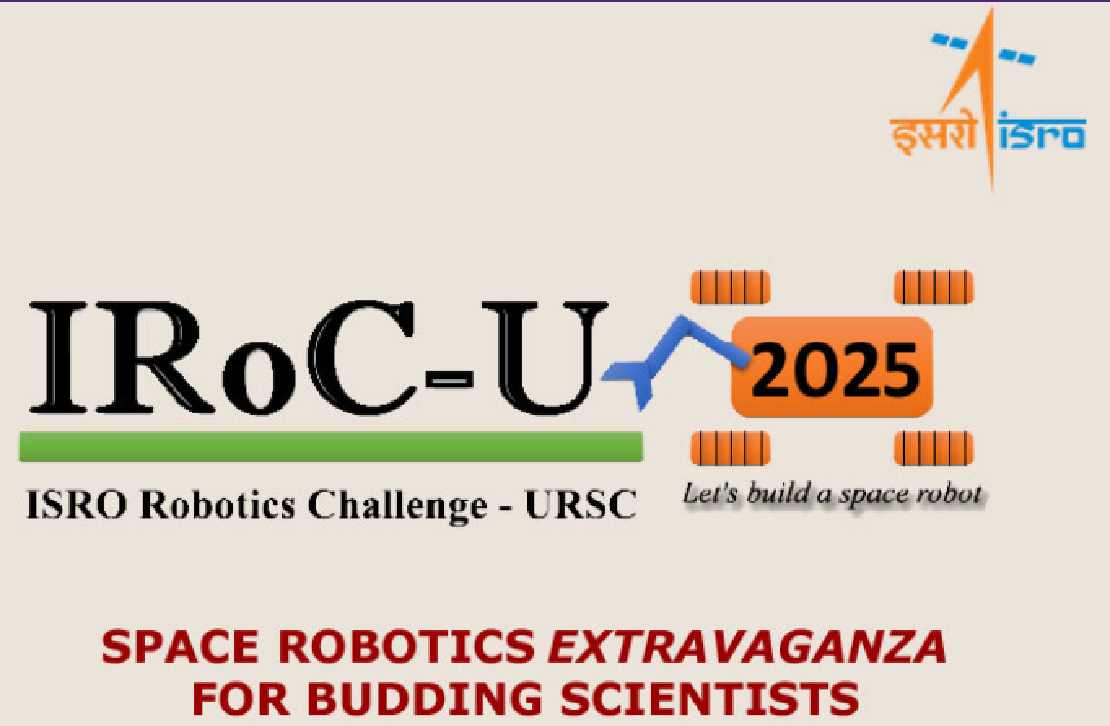 इसरो isro
IRoC-U 2025
ISRO Robotics Challenge - URSC
Let's build a space robot
SPACE ROBOTICS EXTRAVAGANZA
FOR BUDDING SCIENTISTS